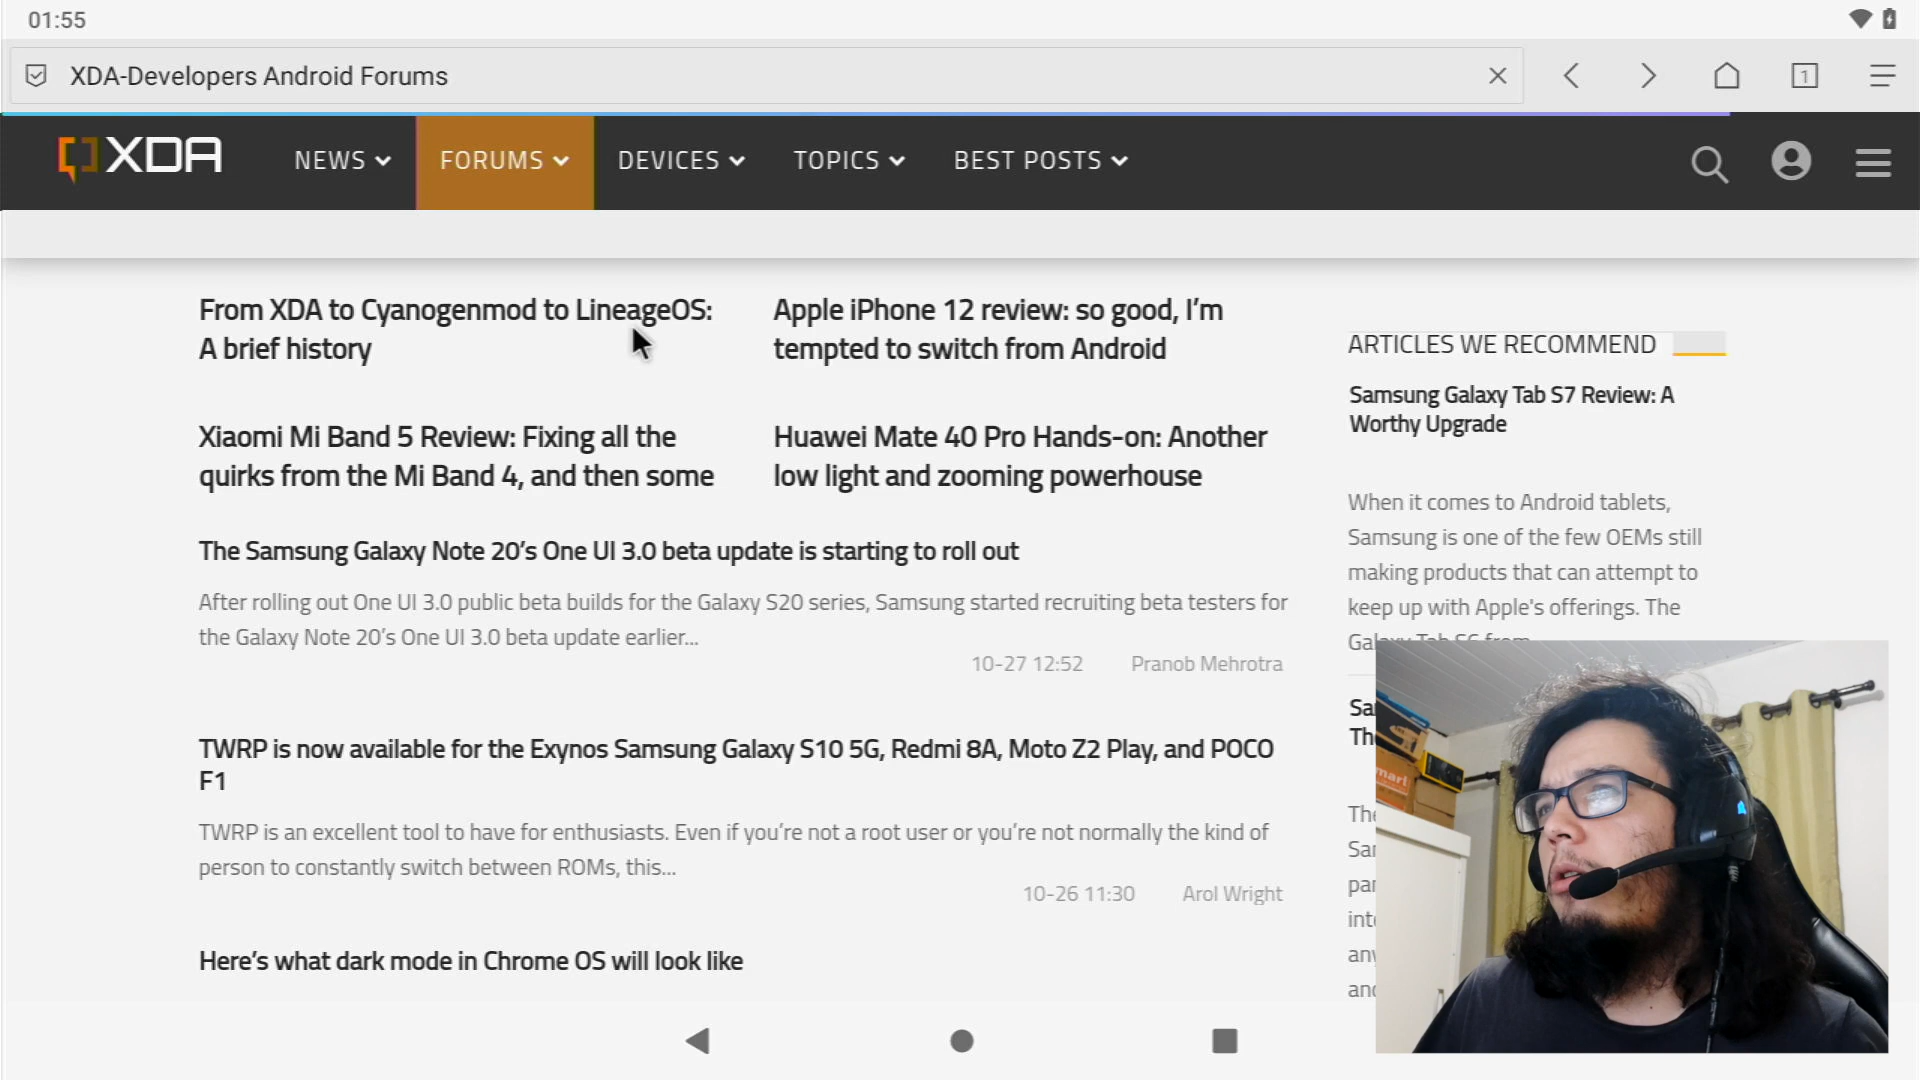 01:55
XDA-Developers Android Forums
1
XDA
NEWS
FORUMS
DEVICES
TOPICS
BEST POSTS
From XDA to Cyanogenmod to LineageOS:
A brief history
Apple iPhone 12 review: so good, I’m
tempted to switch from Android
Xiaomi Mi Band 5 Review: Fixing all the
quirks from the Mi Band 4, and then some
Huawei Mate 40 Pro Hands-on: Another
low light and zooming powerhouse
The Samsung Galaxy Note 20’s One UI 3.0 beta update is starting to roll out
After rolling out One UI 3.0 public beta builds for the Galaxy S20 series, Samsung started recruiting beta testers for
the Galaxy Note 20’s One UI 3.0 beta update earlier...
10-27 12:52
Pranob Mehrotra
TWRP is now available for the Exynos Samsung Galaxy S10 5G, Redmi 8A, Moto Z2 Play, and POCO
F1
TWRP is an excellent tool to have for enthusiasts. Even if you’re not a root user or you’re not normally the kind of
person to constantly switch between ROMs, this...
10-26 11:30
Arol Wright
Here’s what dark mode in Chrome OS will look like
ARTICLES WE RECOMMEND
Samsung Galaxy Tab S7 Review: A
Worthy Upgrade
When it comes to Android tablets,
Samsung is one of the few OEMs still
making products that can attempt to
keep up with Apple's offerings. The
Galaxy Tab S6 from